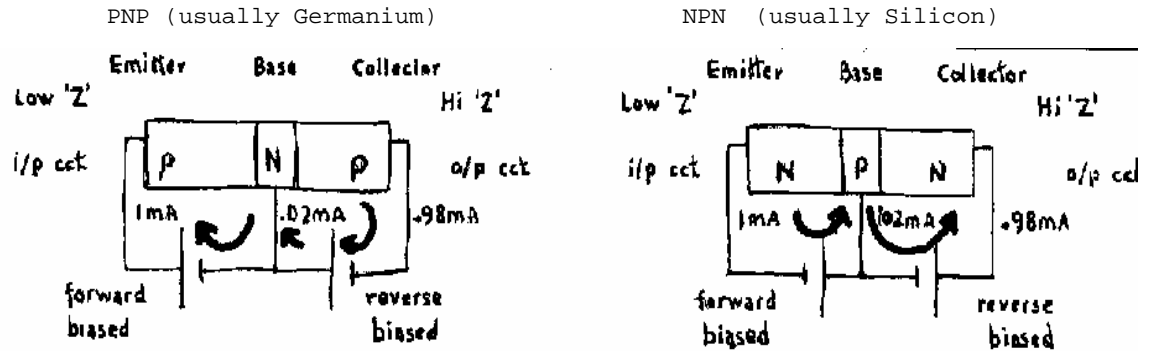 PNP (usually Germanium)
Emitter Base Collector
Low 'Z'
Hi 'Z'
i/p cct
P N P
o/p cct
1mA .02mA .98mA
forward
biased
reverse
biased
NPN (usually Silicon)
Emitter Base Collector
Low 'Z'
Hi 'Z'
i/p cct
N P N
o/p cct
1mA .02mA .98mA
forward
biased
reverse
biased